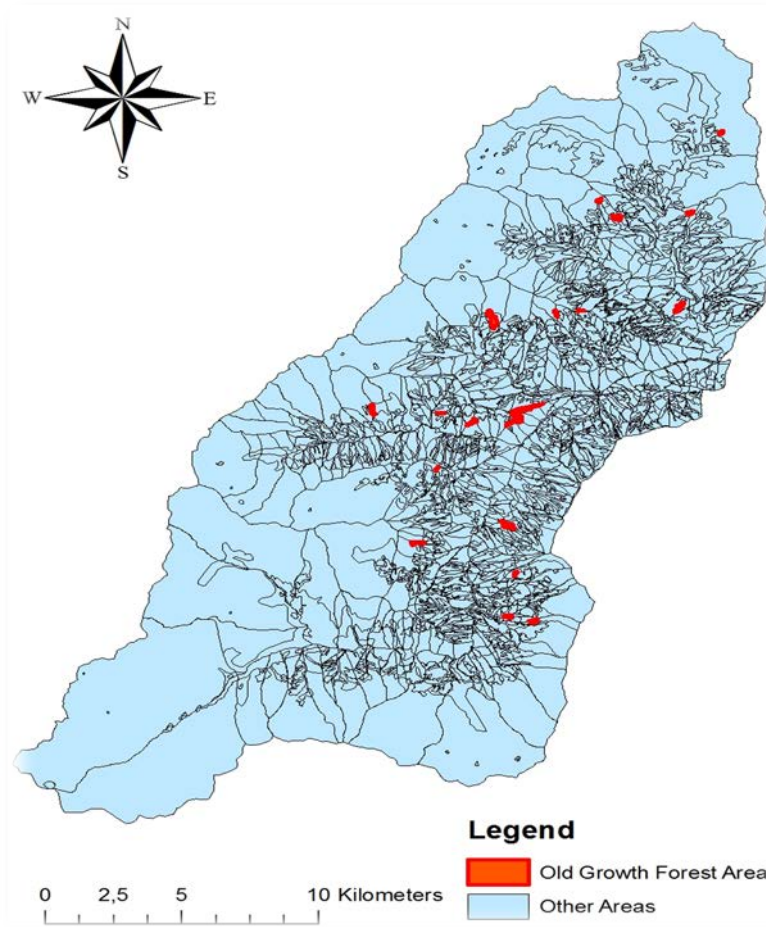 N
W E
S
Legend
Old Growth Forest Area
Other Areas
0 2,5 5 10 Kilometers